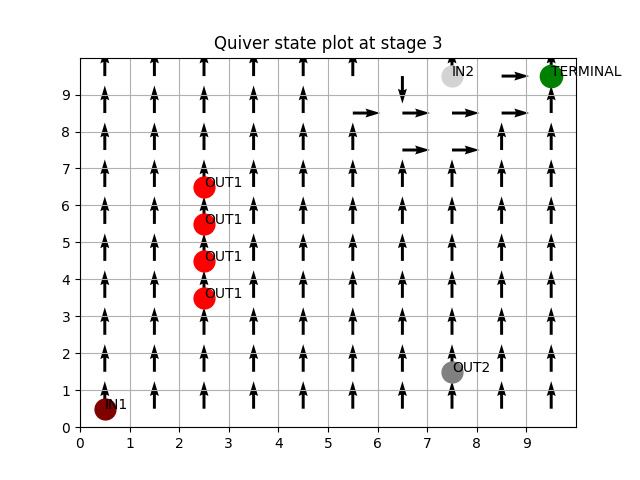 Quiver state plot at stage 3
IN2
TERMINAL
9
8
7
OUT1
6
OUT1
5
OUT1
4
OUT1
3
2
OUT2
1
IN1
0
0 1 2 3 4 5 6 7 8 9